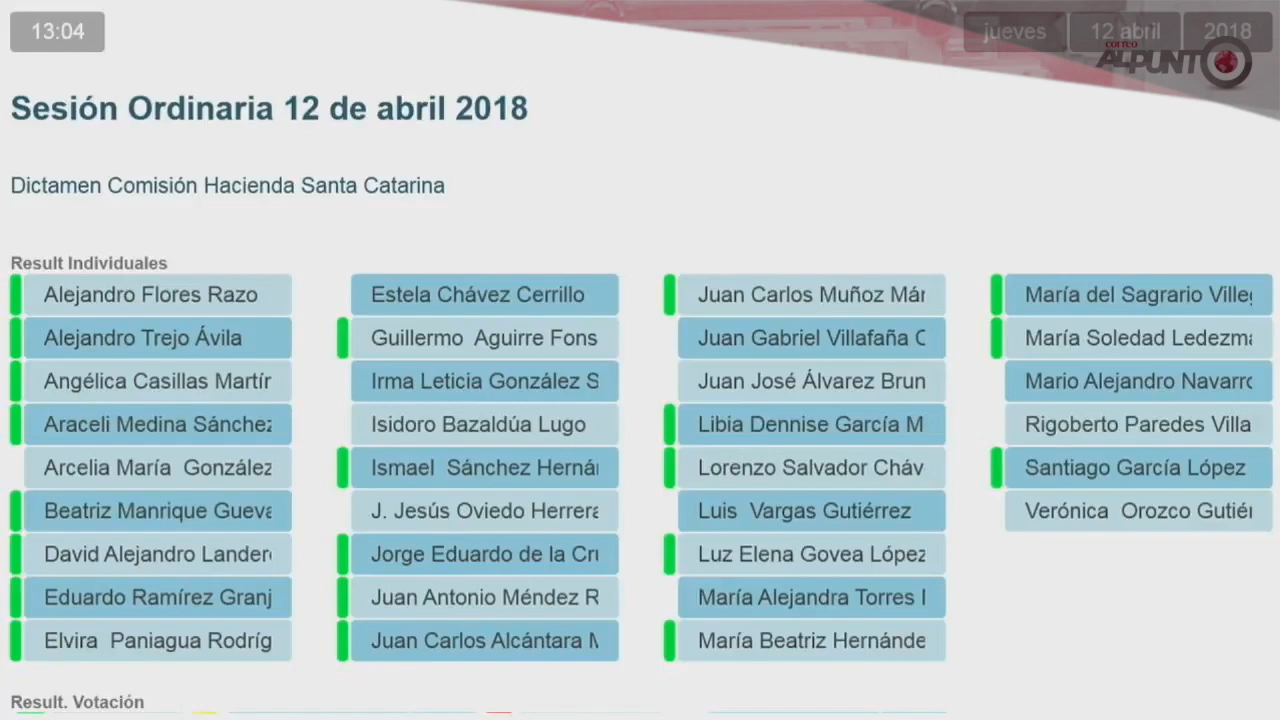 13:04
jueves 12 abril 2018
correo
ALPUNTO
Sesión Ordinaria 12 de abril 2018
Dictamen Comisión Hacienda Santa Catarina
Result Individuales
Alejandro Flores Razo
Alejandro Trejo Ávila
Angélica Casillas Martír
Araceli Medina Sánchez
Arcelia María González
Beatriz Manrique Gueva
David Alejandro Lander
Eduardo Ramírez Granj
Elvira Paniagua Rodríg
Estela Chávez Cerrillo
Guillermo Aguirre Fons
Irma Leticia González S
Isidoro Bazaldúa Lugo
Ismael Sánchez Hernár
J. Jesús Oviedo Herrera
Jorge Eduardo de la Cru
Juan Antonio Méndez R
Juan Carlos Alcántara M
Juan Carlos Muñoz Már
Juan Gabriel Villafaña C
Juan José Álvarez Brun
Libia Dennise García M
Lorenzo Salvador Cháv
Luis Vargas Gutiérrez
Luz Elena Govea López
María Alejandra Torres
María Beatriz Hernánde
María del Sagrario Villeg
María Soledad Ledezma
Mario Alejandro Navarro
Rigoberto Paredes Villa
Santiago García López
Verónica Orozco Gutiér
Result. Votación